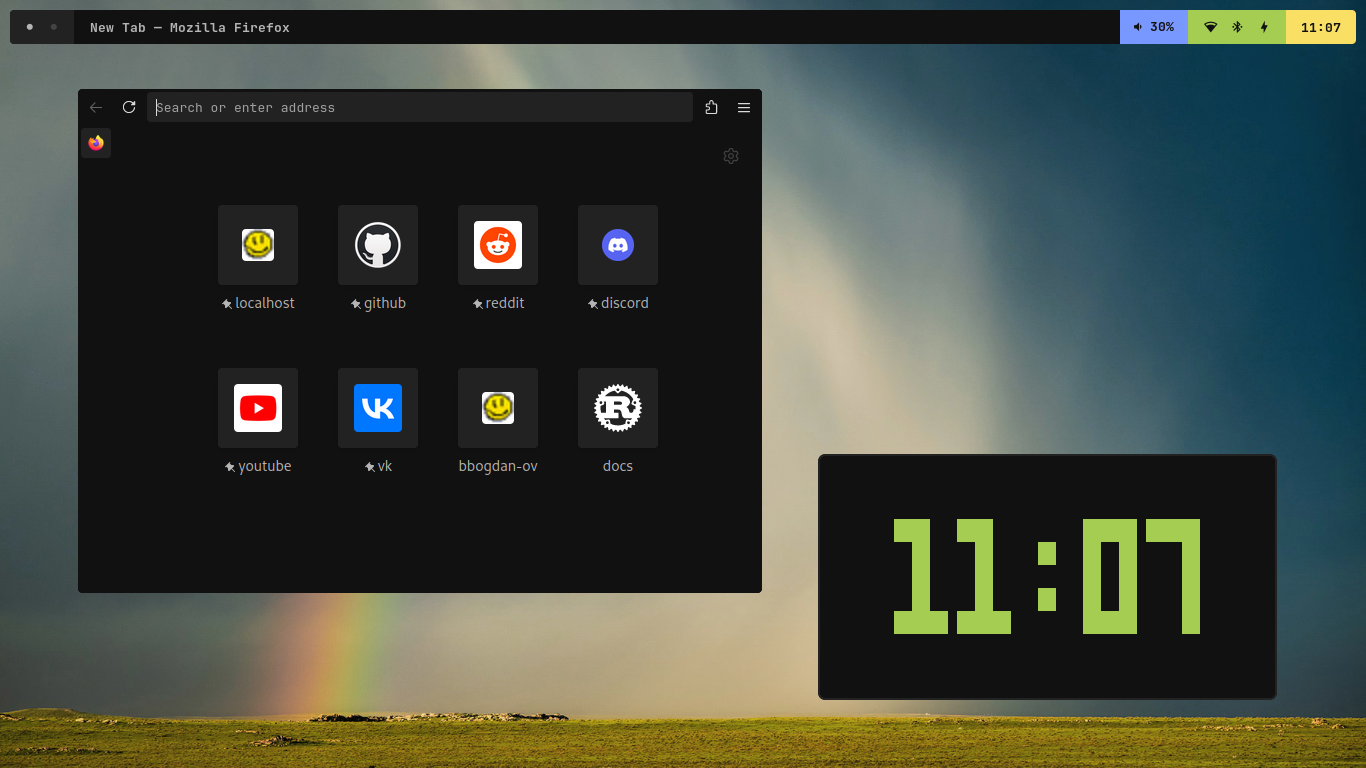 New Tab — Mozilla Firefox
30%
11:07
Search or enter address
localhost
github
reddit
discord
youtube
vk
bbogdan-ov
docs
11:07